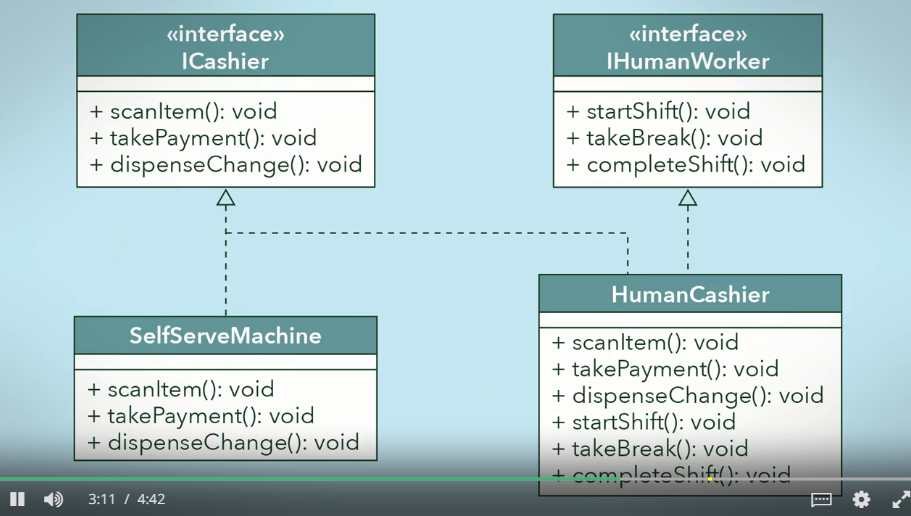 «interface»
ICashier
+ scanItem(): void
+ takePayment(): void
+ dispenseChange(): void
«interface»
IHumanWorker
+ startShift(): void
+ takeBreak(): void
+ completeShift(): void
SelfServeMachine
+ scanItem(): void
+ takePayment(): void
+ dispenseChange(): void
HumanCashier
+ scanItem(): void
+ takePayment(): void
+ dispenseChange(): void
+ startShift(): void
+ takeBreak(): void
+ completeShift(): void
3:11 / 4:42